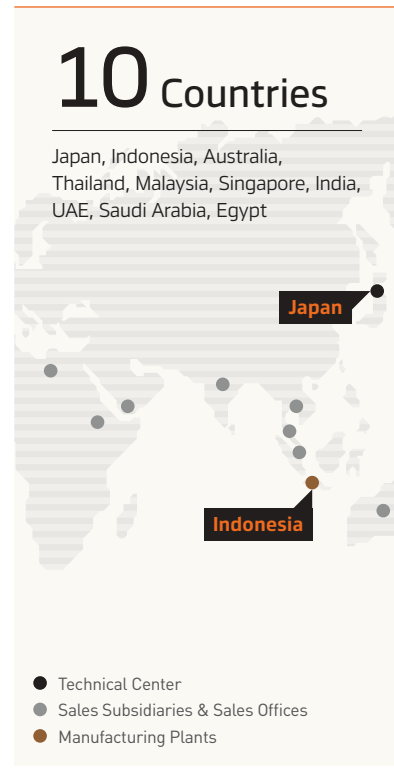 10 Countries
Japan, Indonesia, Australia,
Thailand, Malaysia, Singapore, India,
UAE, Saudi Arabia, Egypt
Japan
Indonesia
Technical Center
Sales Subsidiaries & Sales Offices
Manufacturing Plants